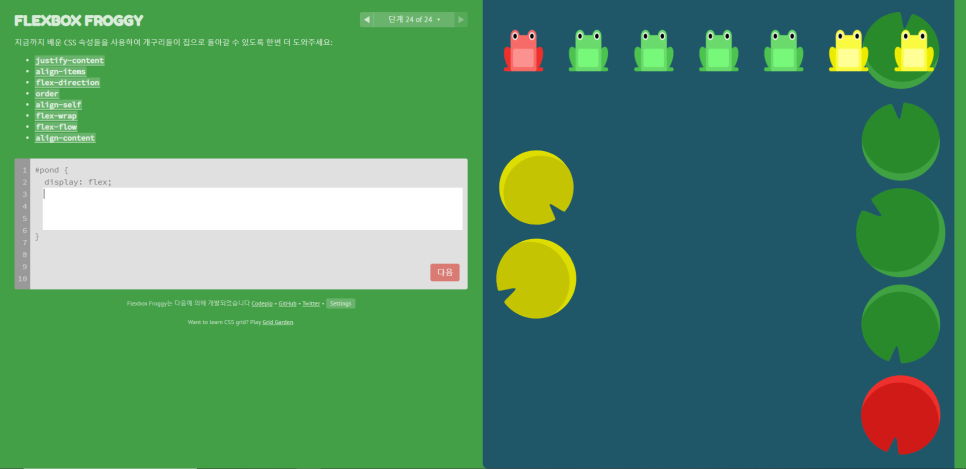 FLEXBOX FROGGY
◀ 단계 24 of 24 ▾ ▶
지금까지 배운 CSS 속성들을 사용하여 개구리들이 집으로 돌아갈 수 있도록 한번 더 도와주세요:
• justify-content
• align-items
• flex-direction
• order
• align-self
• flex-wrap
• flex-flow
• align-content
1 #pond {
2 display: flex;
3
4
5
6
7 }
8
9
10
다음
Flexbox Froggy는 다음에 의해 개발되었습니다 Codepip • GitHub • Twitter • Settings
Want to learn CSS grid? Play Grid Garden.